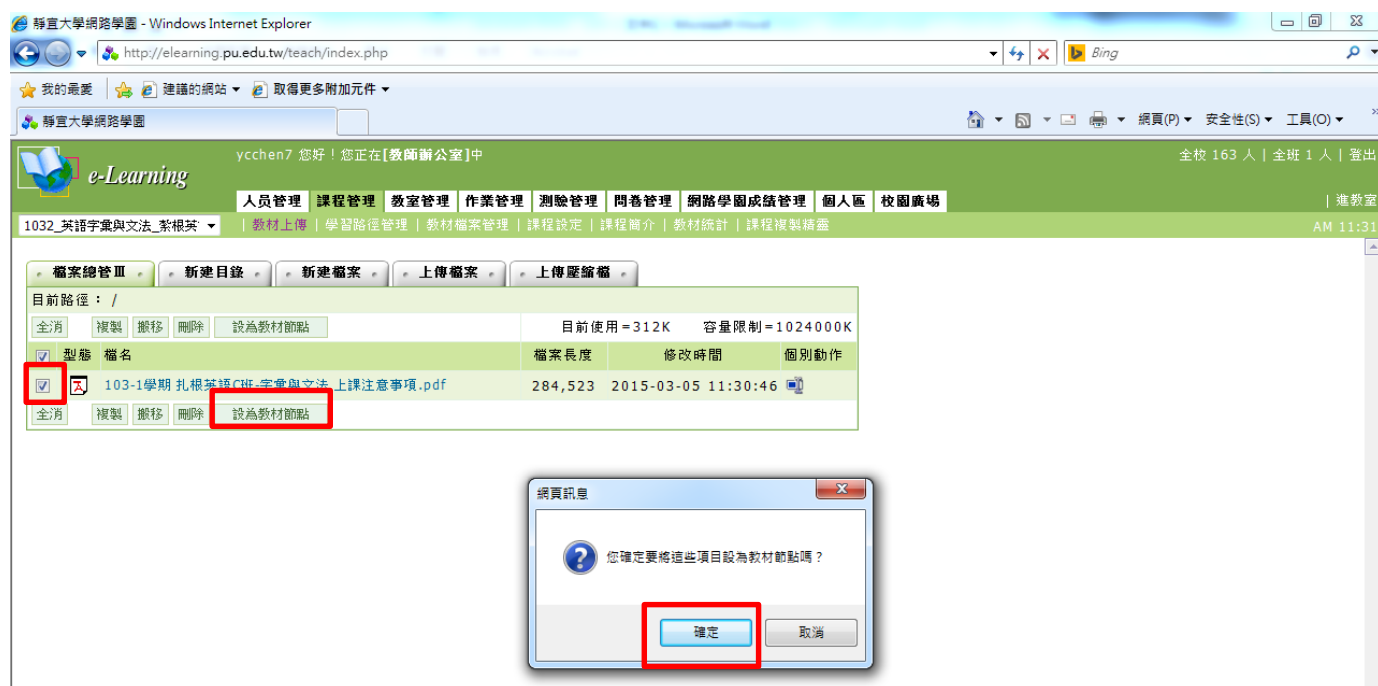 靜宜大學網路學園 - Windows Internet Explorer
http://elearning.pu.edu.tw/teach/index.php
Bing
我的最愛 建議的網站 取得更多附加元件
靜宜大學網路學園 網頁(P) 安全性(S) 工具(O)
e-Learning
ycchen7 您好！您正在[教師辦公室]中 全校 163 人 | 全班 1 人 | 登出
人員管理 課程管理 教室管理 作業管理 測驗管理 問卷管理 網路學園成績管理 個人區 校園廣場 | 進教室
1032_英語字彙與文法_紮根英 | 教材上傳 | 學習路徑管理 | 教材檔案管理 | 課程設定 | 課程簡介 | 教材統計 | 課程複製精靈 AM 11:31
檔案總管Ⅲ 新建目錄 新建檔案 上傳檔案 上傳壓縮檔
目前路徑： /
全消 複製 搬移 刪除 設為教材節點 目前使用=312K 容量限制=1024000K
型態 檔名 檔案長度 修改時間 個別動作
103-1學期 扎根英語C班-字彙與文法 上課注意事項.pdf 284,523 2015-03-05 11:30:46
全消 複製 搬移 刪除 設為教材節點
網頁訊息
您確定要將這些項目設為教材節點嗎？
確定 取消